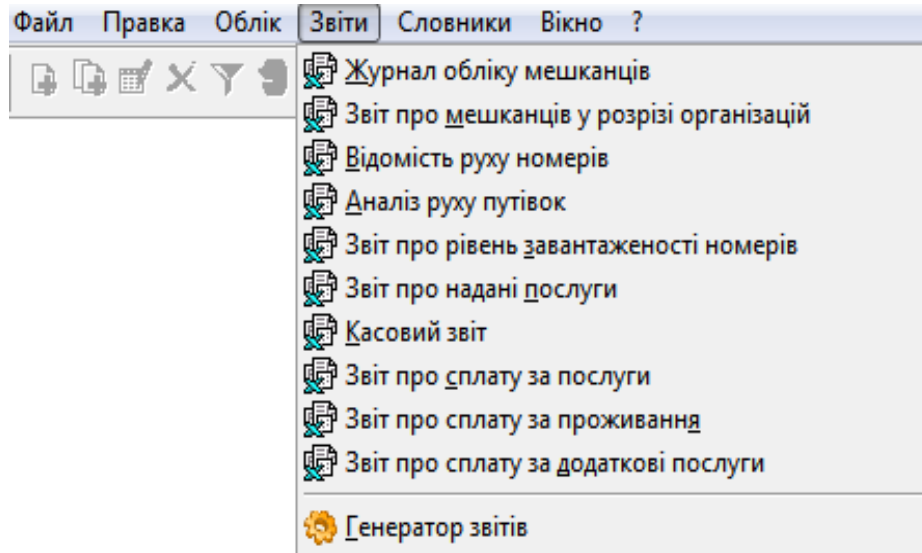 Файл Правка Облік Звіти Словники Вікно ?
Журнал обліку мешканців
Звіт про мешканців у розрізі організацій
Відомість руху номерів
Аналіз руху путівок
Звіт про рівень завантаженості номерів
Звіт про надані послуги
Касовий звіт
Звіт про сплату за послуги
Звіт про сплату за проживання
Звіт про сплату за додаткові послуги
Генератор звітів